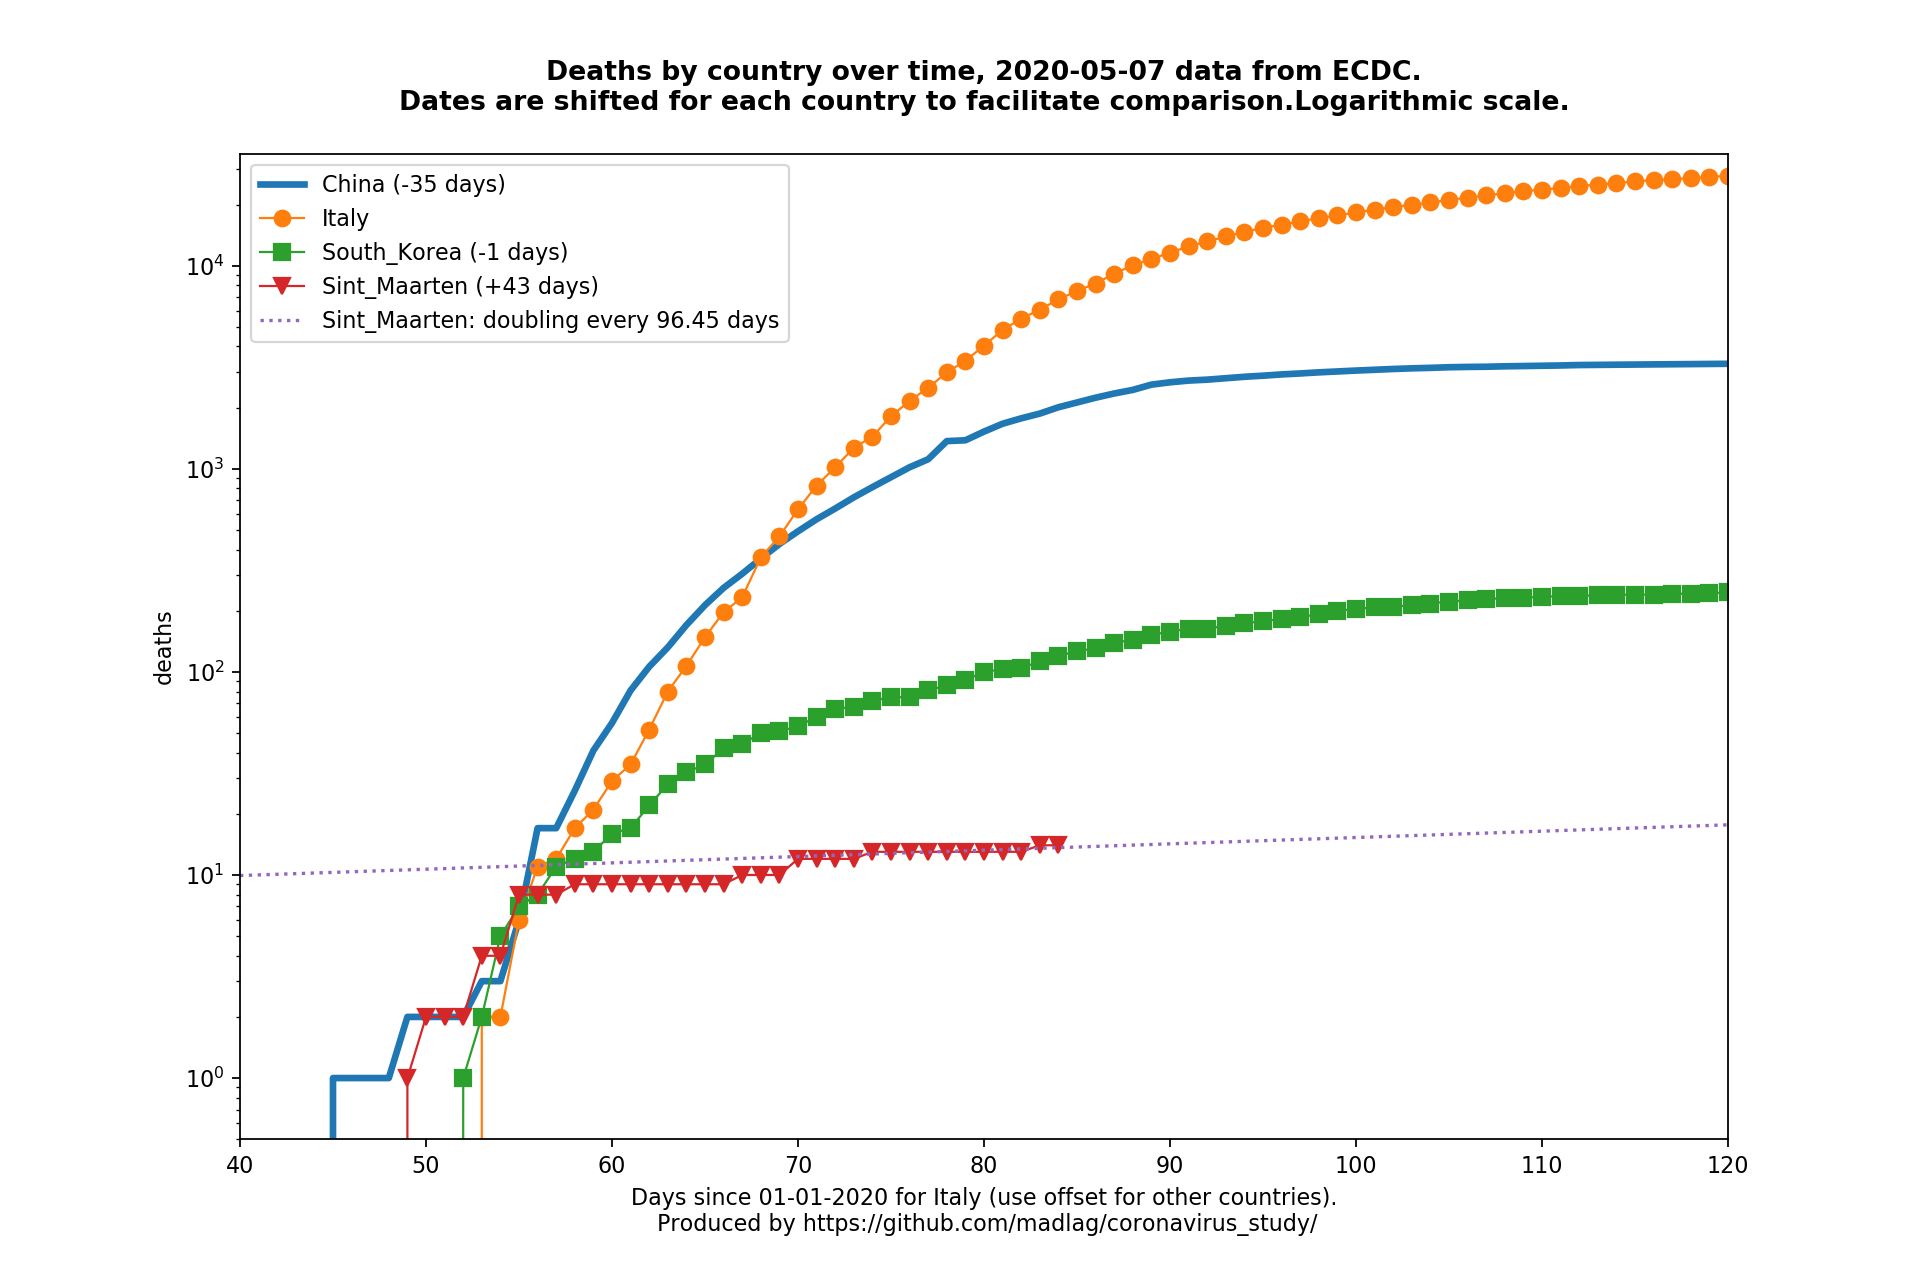 Deaths by country over time, 2020-05-07 data from ECDC.
Dates are shifted for each country to facilitate comparison.Logarithmic scale.
China (-35 days)
Italy
South_Korea (-1 days)
Sint_Maarten (+43 days)
Sint_Maarten: doubling every 96.45 days
deaths
10⁴
10³
10²
10¹
10⁰
40 50 60 70 80 90 100 110 120
Days since 01-01-2020 for Italy (use offset for other countries).
Produced by https://github.com/madlag/coronavirus_study/